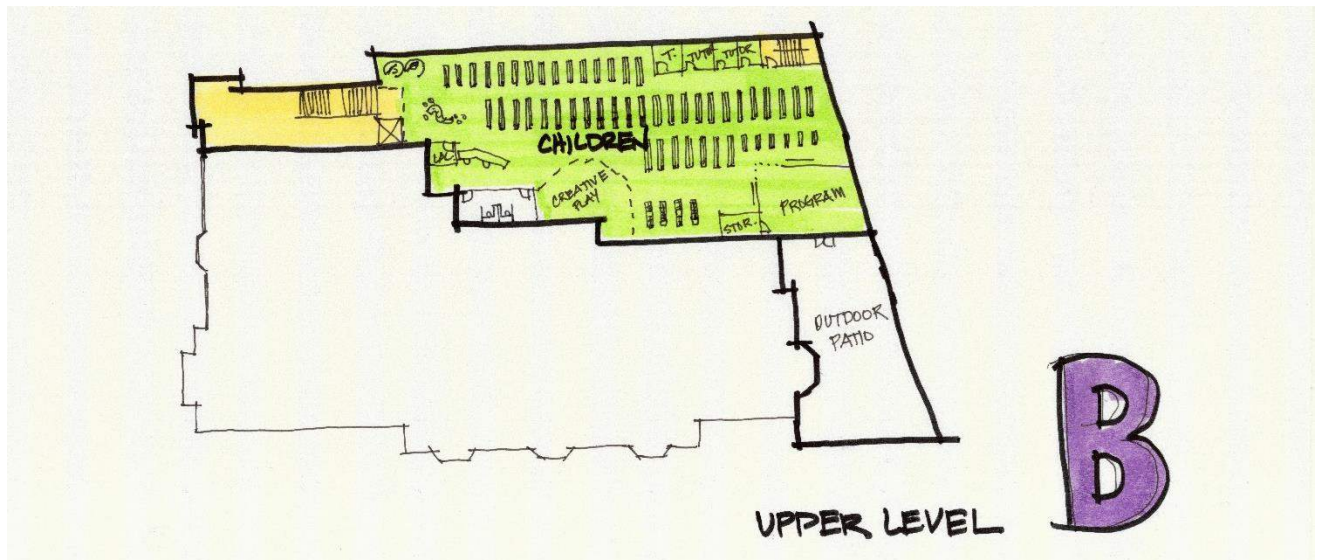 T.
TUTOR
TUTOR
CHILDREN
CREATIVE
PLAY
PROGRAM
STOR.
OUTDOOR
PATIO
UPPER LEVEL
B